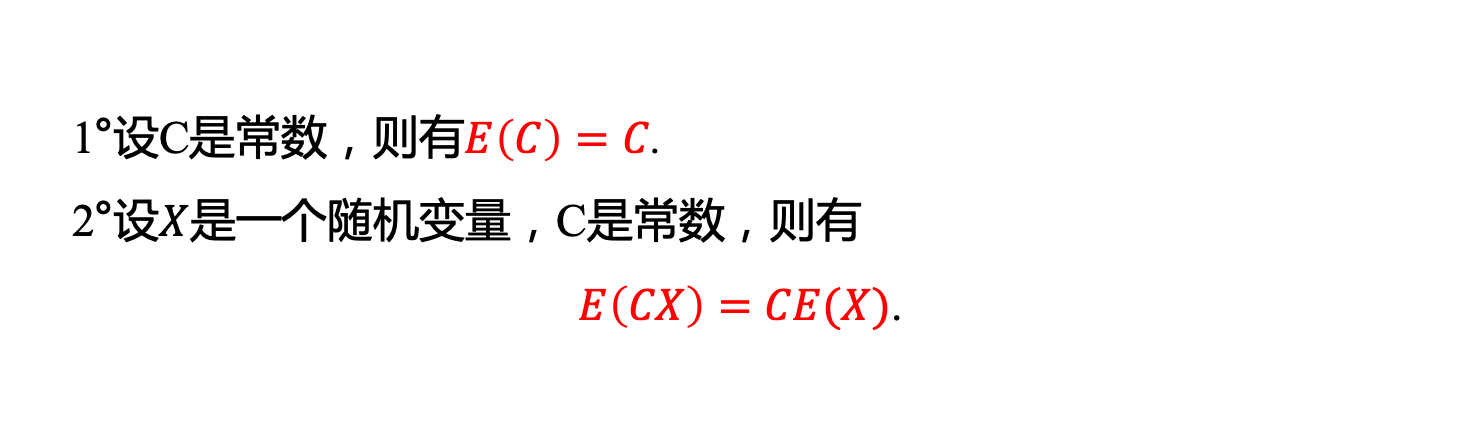 1°设C是常数，则有E(C) = C.
2°设X是一个随机变量，C是常数，则有
E(CX) = CE(X).